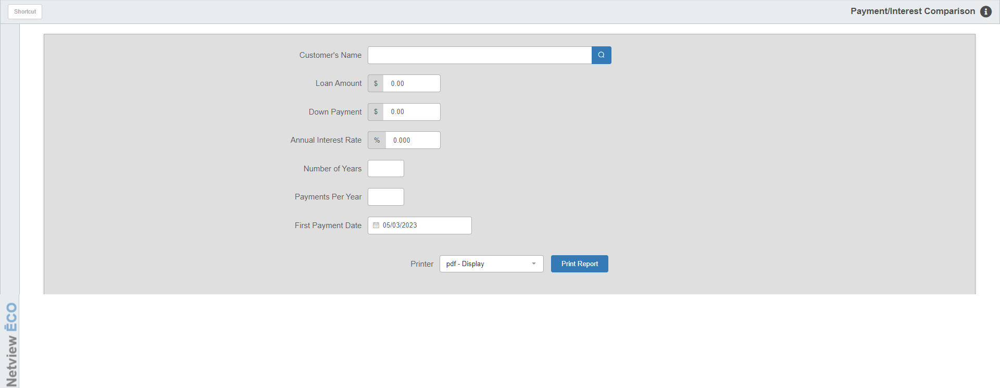 Shortcut
Payment/Interest Comparison
Customer's Name
Loan Amount $ 0.00
Down Payment $ 0.00
Annual Interest Rate % 0.000
Number of Years
Payments Per Year
First Payment Date 05/03/2023
Printer pdf - Display Print Report
Netview ĒCO